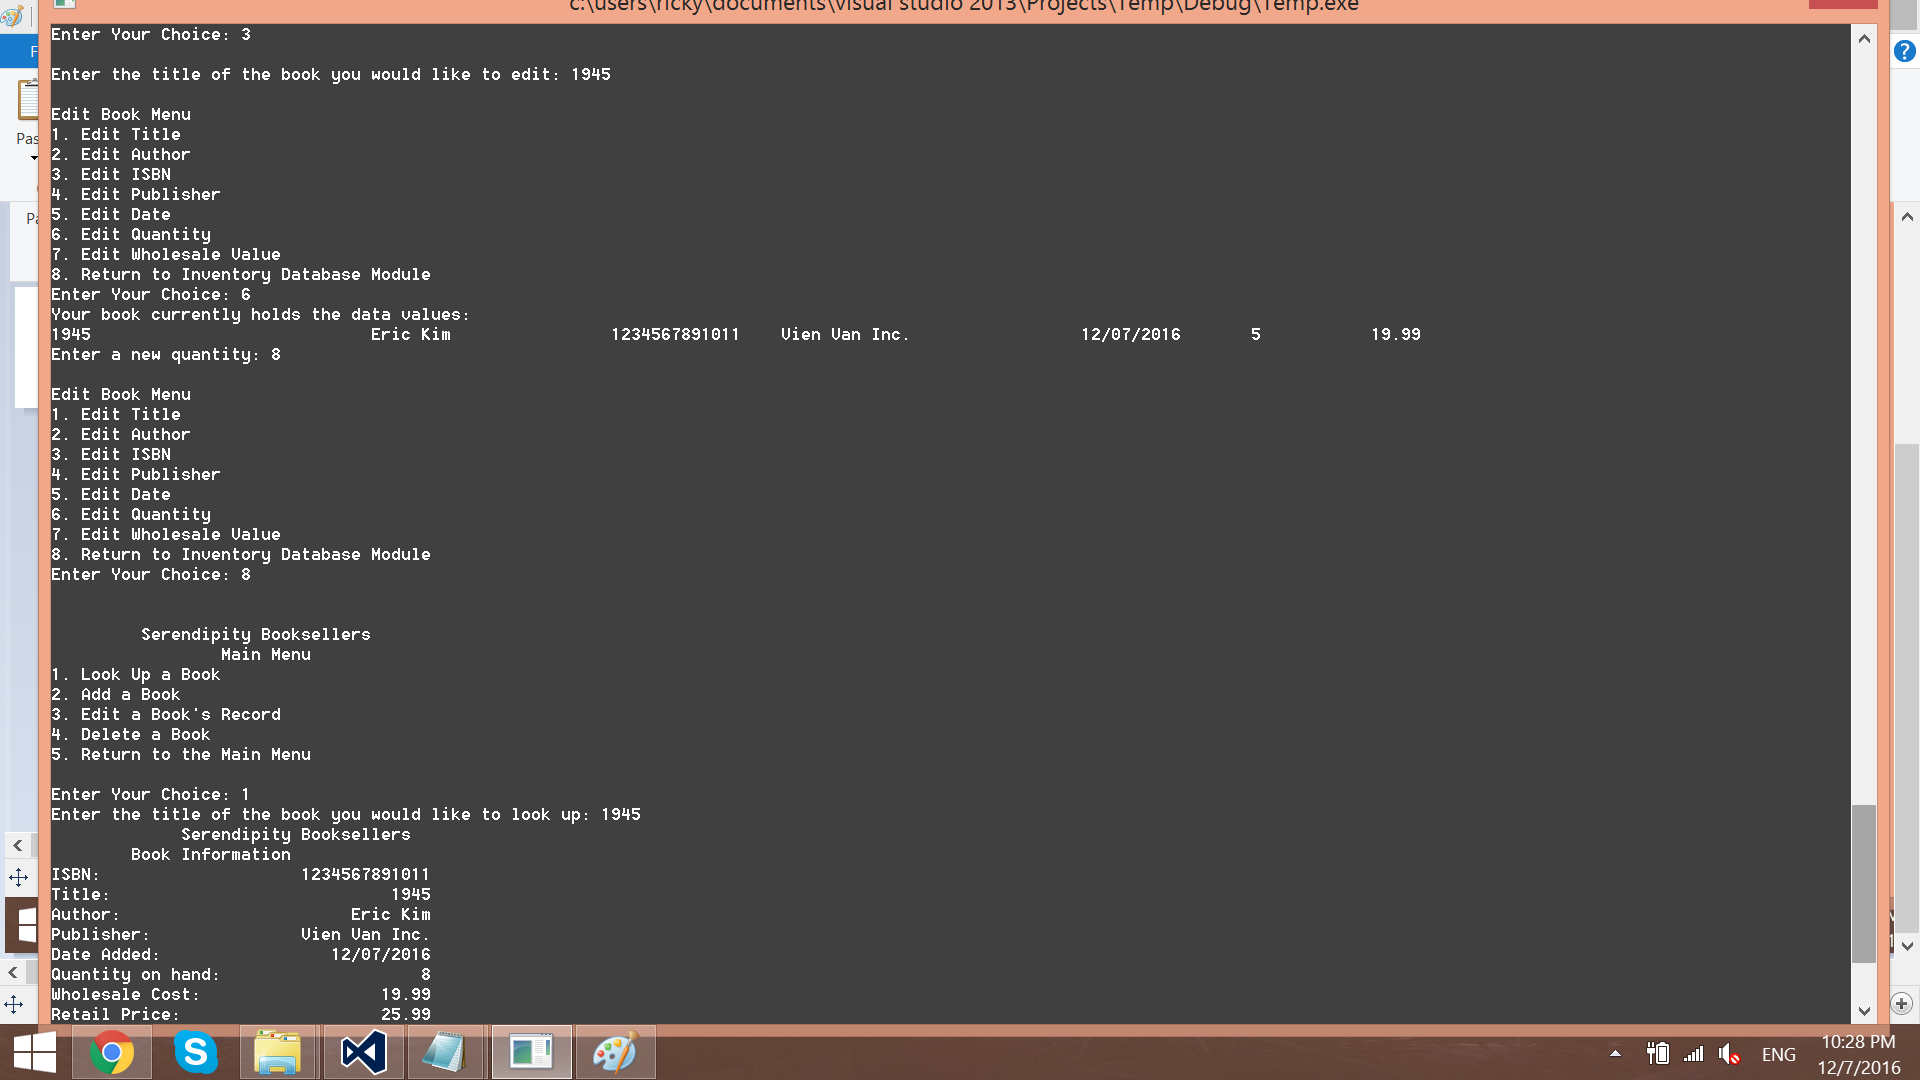 c:\users\ricky\documents\visual studio 2013\Projects\Temp\Debug\Temp.exe
Enter Your Choice: 3
Enter the title of the book you would like to edit: 1945
Edit Book Menu
1. Edit Title
2. Edit Author
3. Edit ISBN
4. Edit Publisher
5. Edit Date
6. Edit Quantity
7. Edit Wholesale Value
8. Return to Inventory Database Module
Enter Your Choice: 6
Your book currently holds the data values:
1945 Eric Kim 1234567891011 Vien Van Inc. 12/07/2016 5 19.99
Enter a new quantity: 8
Edit Book Menu
1. Edit Title
2. Edit Author
3. Edit ISBN
4. Edit Publisher
5. Edit Date
6. Edit Quantity
7. Edit Wholesale Value
8. Return to Inventory Database Module
Enter Your Choice: 8
Serendipity Booksellers
Main Menu
1. Look Up a Book
2. Add a Book
3. Edit a Book's Record
4. Delete a Book
5. Return to the Main Menu
Enter Your Choice: 1
Enter the title of the book you would like to look up: 1945
Serendipity Booksellers
Book Information
ISBN: 1234567891011
Title: 1945
Author: Eric Kim
Publisher: Vien Van Inc.
Date Added: 12/07/2016
Quantity on hand: 8
Wholesale Cost: 19.99
Retail Price: 25.99
ENG
10:28 PM
12/7/2016